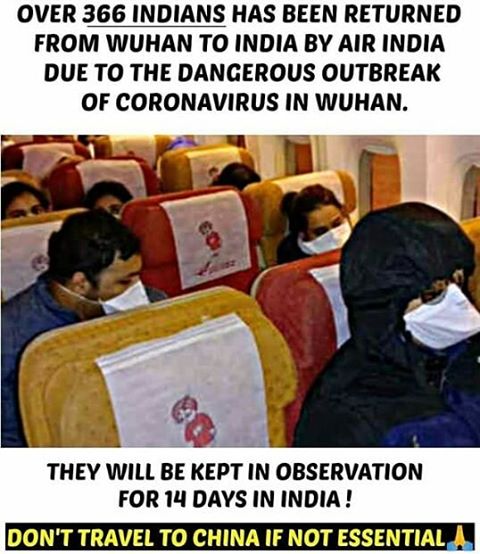 OVER 366 INDIANS HAS BEEN RETURNED
FROM WUHAN TO INDIA BY AIR INDIA
DUE TO THE DANGEROUS OUTBREAK
OF CORONAVIRUS IN WUHAN.
THEY WILL BE KEPT IN OBSERVATION
FOR 14 DAYS IN INDIA !
DON'T TRAVEL TO CHINA IF NOT ESSENTIAL🙏